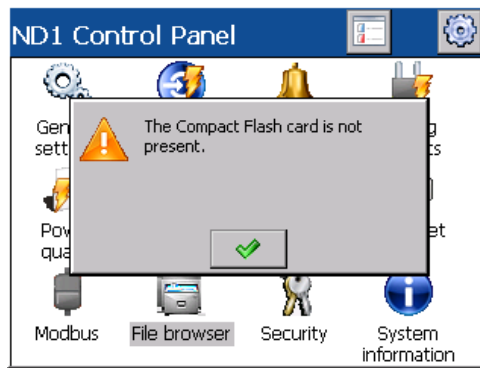 ND1 Control Panel
The Compact Flash card is not
present.
Modbus
File browser
Security
System
information